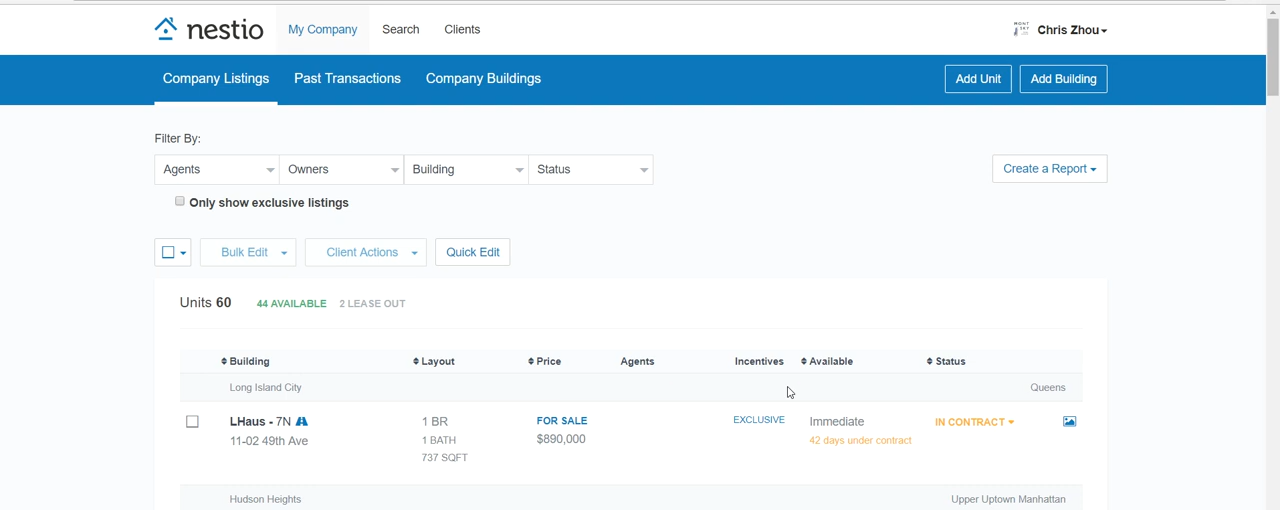 nestio My Company Search Clients MONT SKY Chris Zhou
Company Listings Past Transactions Company Buildings Add Unit Add Building
Filter By:
Agents Owners Building Status Create a Report
Only show exclusive listings
Bulk Edit Client Actions Quick Edit
Units 60 44 AVAILABLE 2 LEASE OUT
Building Layout Price Agents Incentives Available Status
Long Island City Queens
LHaus - 7N 1 BR FOR SALE EXCLUSIVE Immediate IN CONTRACT
11-02 49th Ave 1 BATH $890,000 42 days under contract
737 SQFT
Hudson Heights Upper Uptown Manhattan